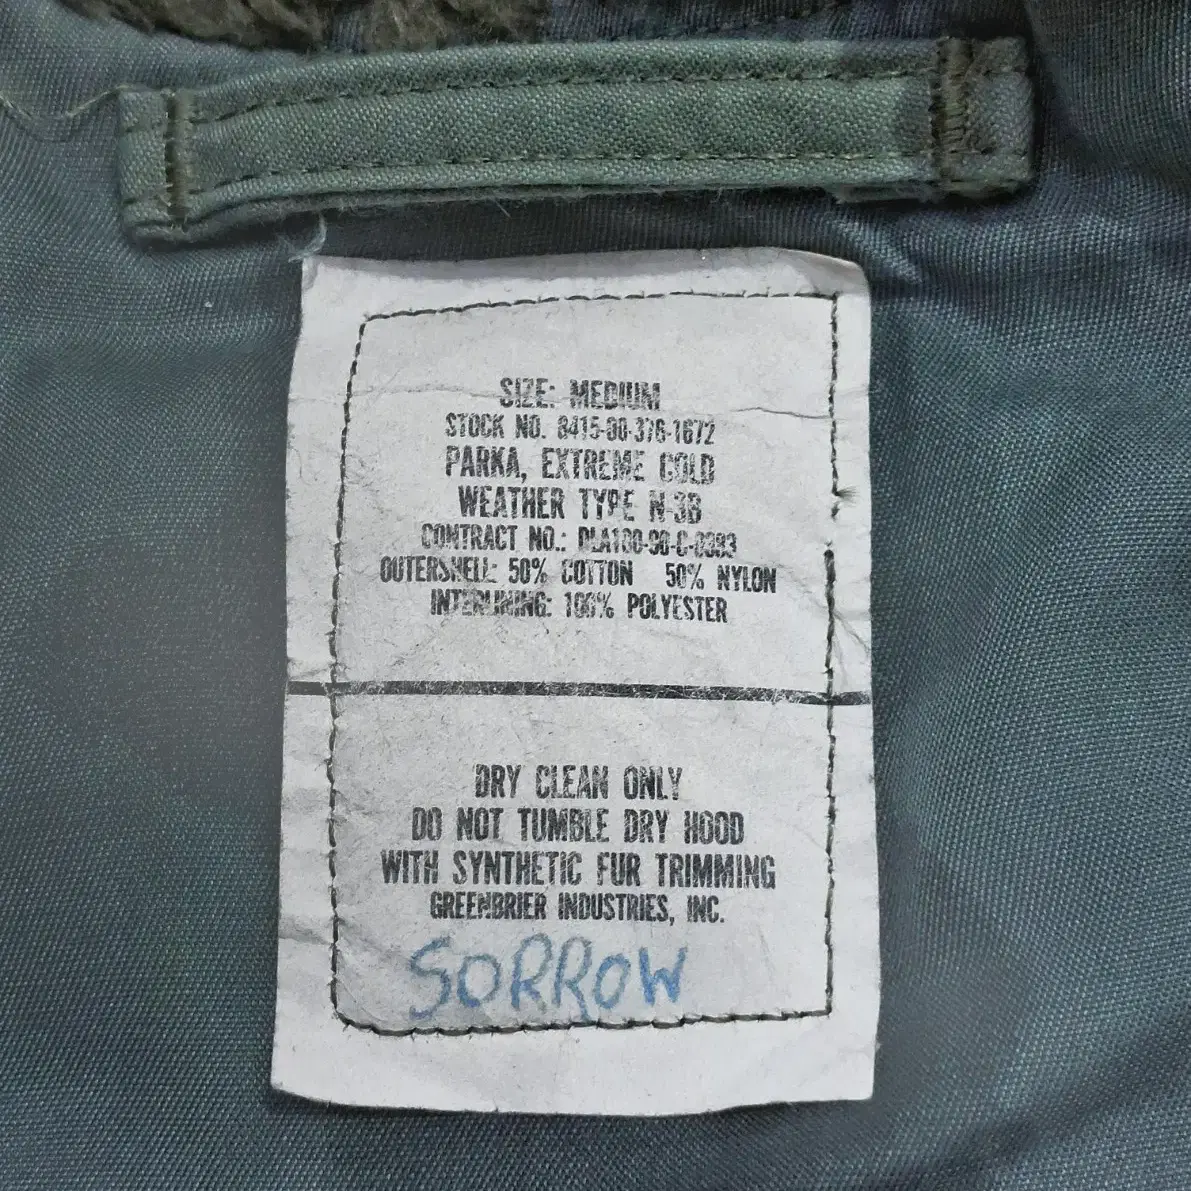 SIZE: MEDIUM
STOCK NO. 8415-00-376-1672
PARKA, EXTREME COLD
WEATHER TYPE N-3B
CONTRACT NO.: DLA100-90-C-0383
OUTERSHELL: 50% COTTON 50% NYLON
INTERLINING: 100% POLYESTER
DRY CLEAN ONLY
DO NOT TUMBLE DRY HOOD
WITH SYNTHETIC FUR TRIMMING
GREENBRIER INDUSTRIES, INC.
SORROW